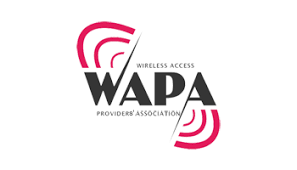 WIRELESS ACCESS
WAPA
PROVIDERS' ASSOCIATION